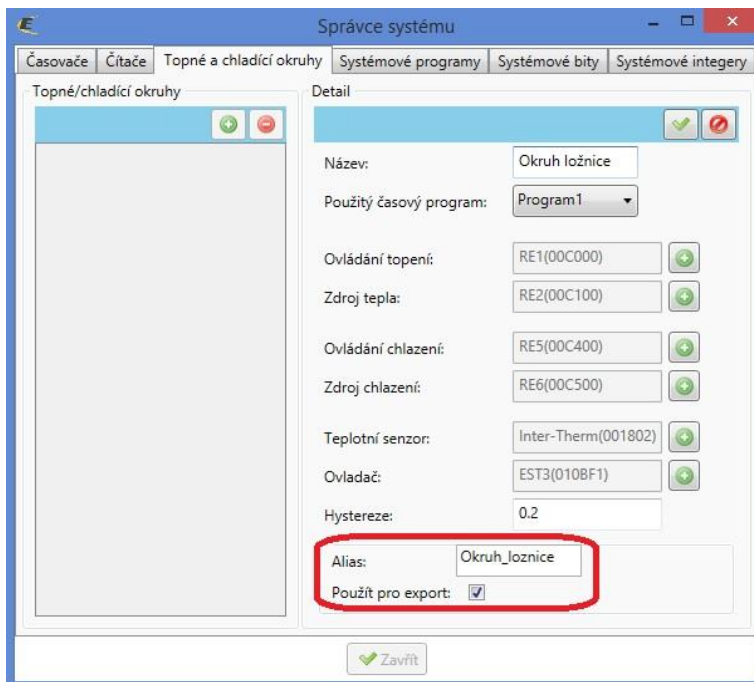 Správce systému
Časovače Čítače Topné a chladící okruhy Systémové programy Systémové bity Systémové integery
Topné/chladící okruhy
Detail
Název: Okruh ložnice
Použitý časový program: Program1
Ovládání topení: RE1(00C000)
Zdroj tepla: RE2(00C100)
Ovládání chlazení: RE5(00C400)
Zdroj chlazení: RE6(00C500)
Teplotní senzor: Inter-Therm(001802)
Ovladač: EST3(010BF1)
Hystereze: 0.2
Alias: Okruh_loznice
Použít pro export:
Zavřít